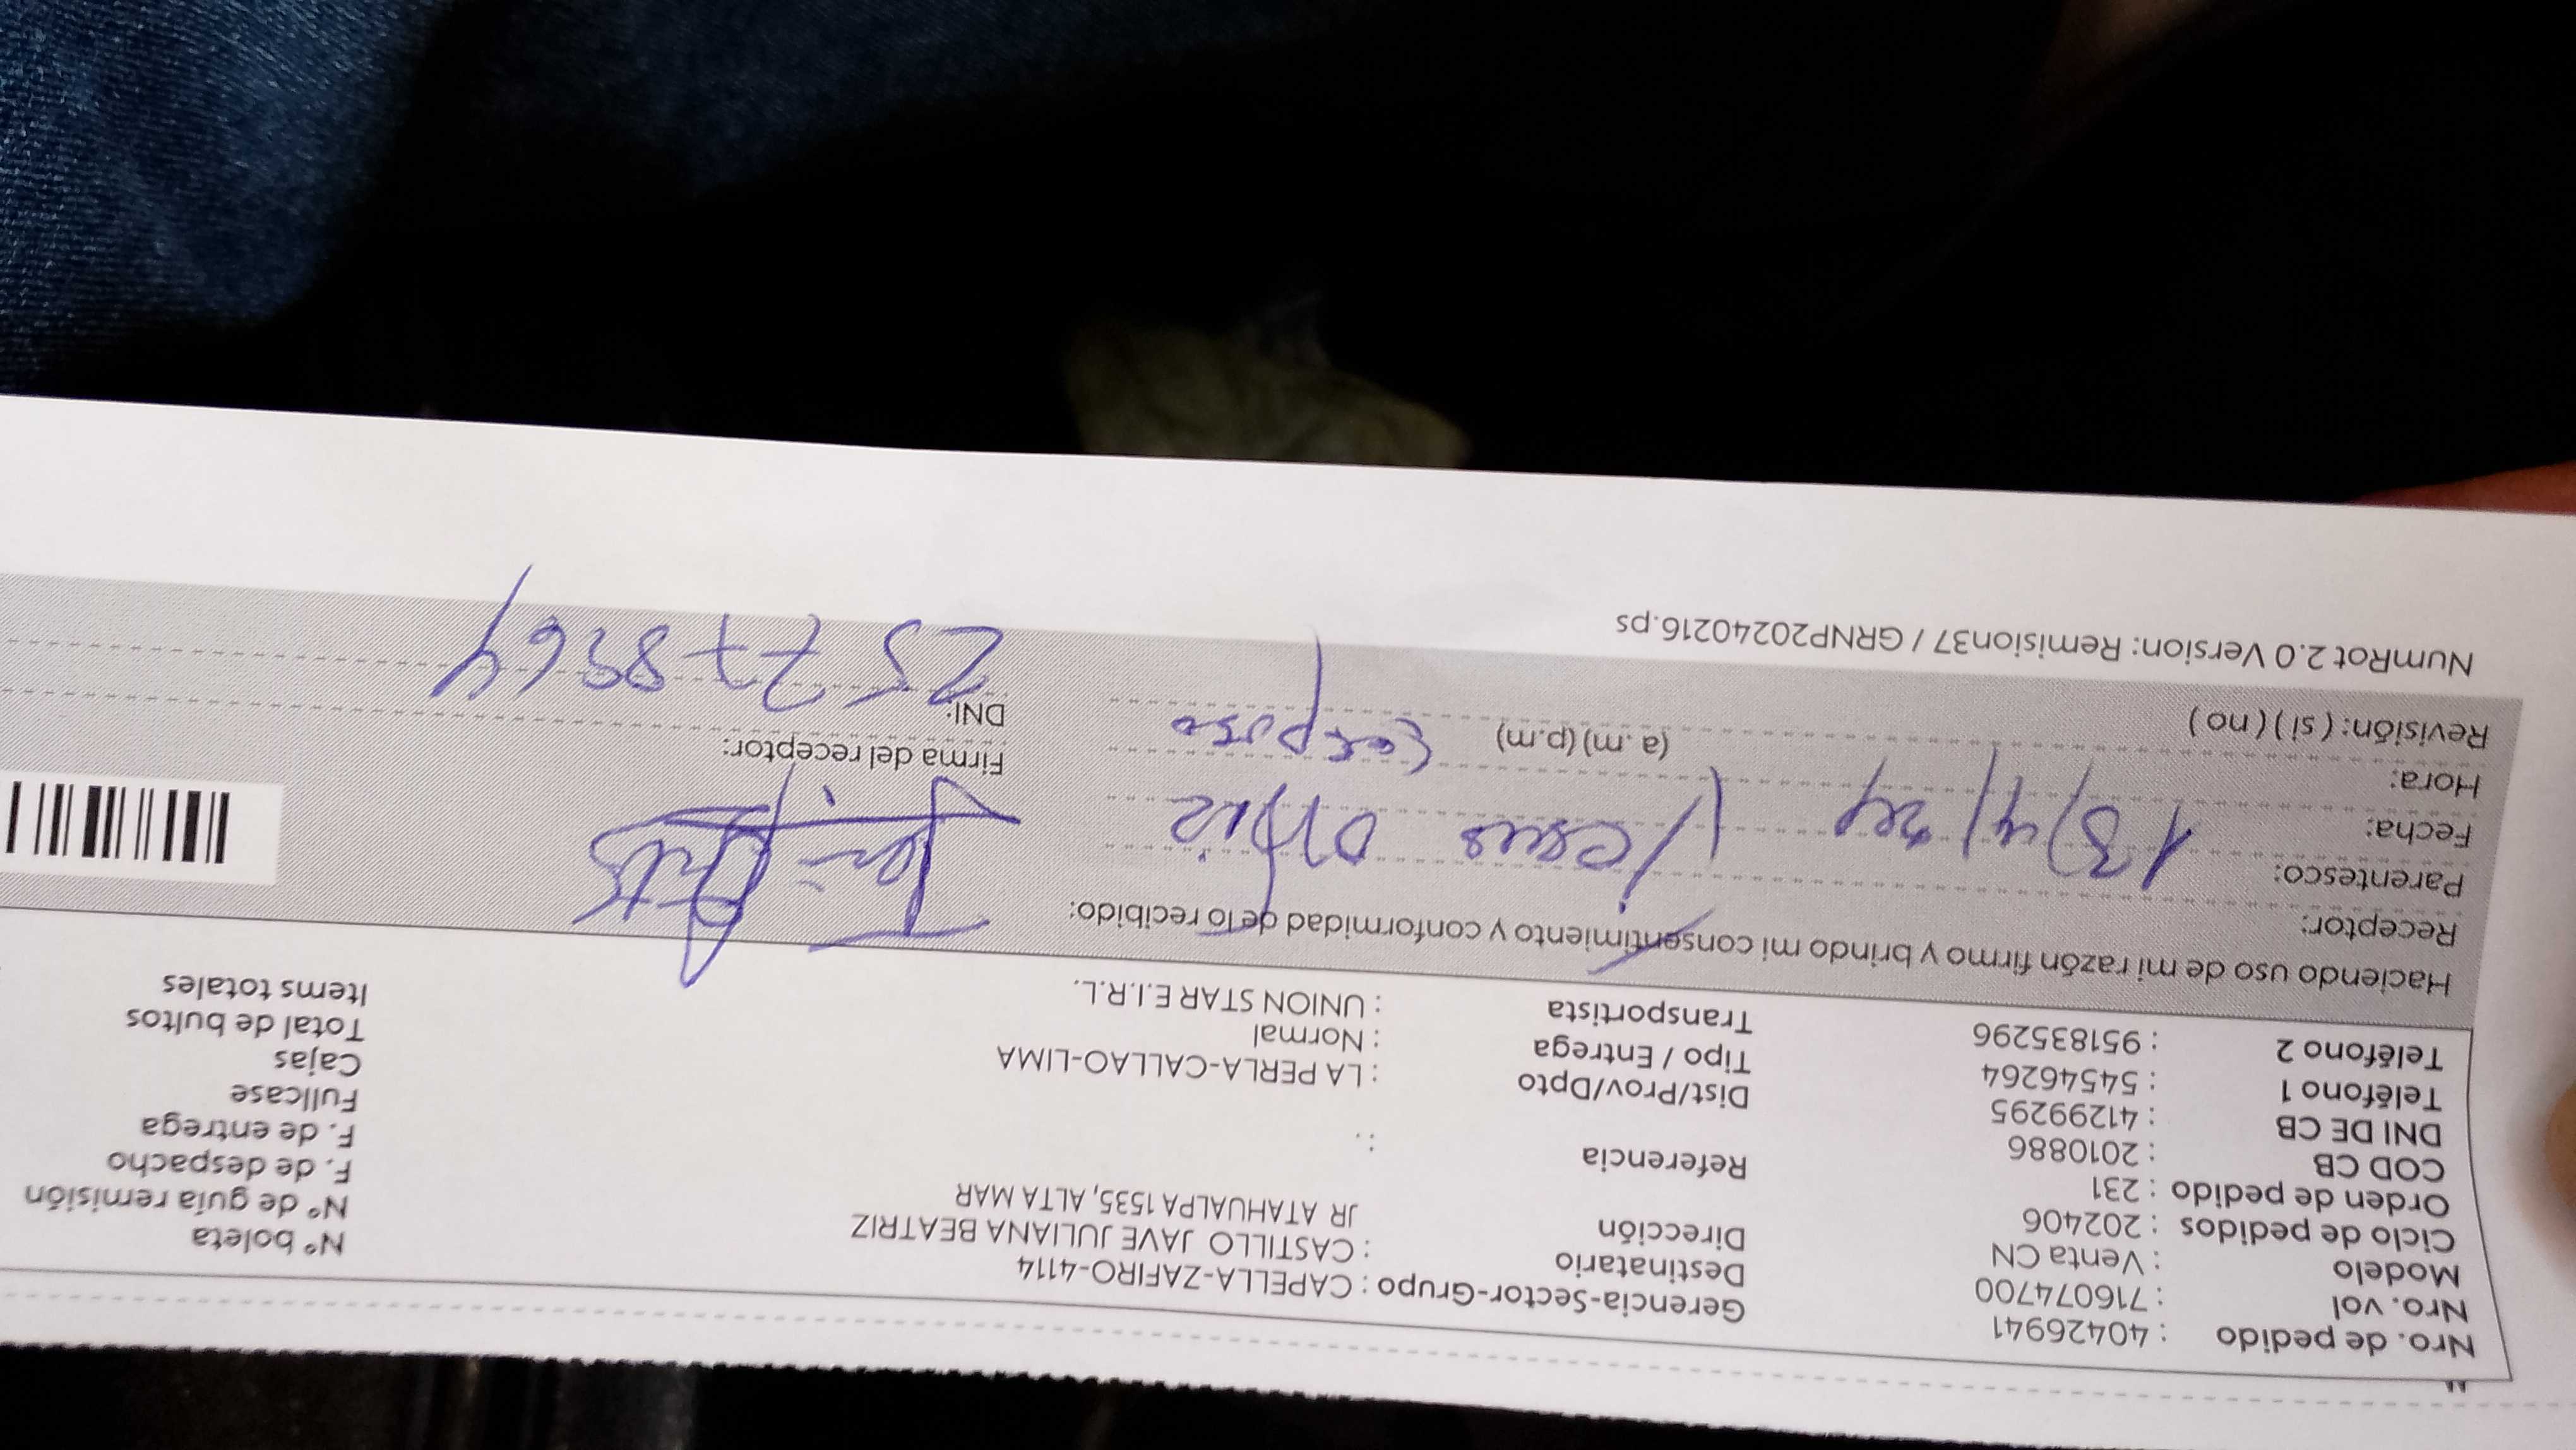 Nro. de pedido : 40426941
Nro. vol : 716074700
Modelo : Venta CN
Ciclo de pedidos : 202406
Orden de pedido : 231
COD CB : 2010886
DNI DE CB : 41299295
Teléfono 1 : 54546264
Teléfono 2 : 951835296
Gerencia-Sector-Grupo : CAPELLA-ZAFIRO-4114
Destinatario : CASTILLO JAVE JULIANA BEATRIZ
Dirección JR ATAHUALPA 1535, ALTA MAR
Referencia : .
Dist/Prov/Dpto : LA PERLA-CALLAO-LIMA
Tipo / Entrega : Normal
Transportista : UNION STAR E.I.R.L.
N° boleta
N° de guía remisión
F. de despacho
F. de entrega
Fullcase
Cajas
Total de bultos
Items totales
Haciendo uso de mi razón firmo y brindo mi consentimiento y conformidad de lo recibido:
Receptor:
Parentesco:
Fecha:
Hora: (a.m) (p.m)
Revisión: ( si ) ( no )
Firma del receptor:
DNI:
NumRot 2.0 Version: Remision37 / GRNP20240216.ps